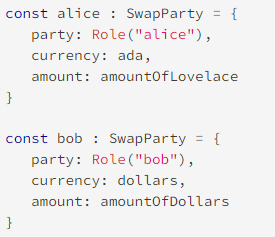 const alice : SwapParty = {
   party: Role("alice"),
   currency: ada,
   amount: amountOfLovelace
}

const bob : SwapParty = {
   party: Role("bob"),
   currency: dollars,
   amount: amountOfDollars
}